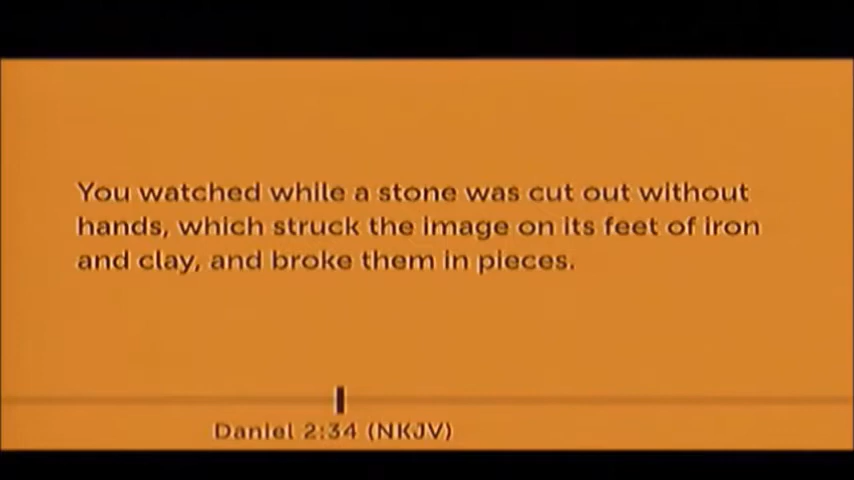 You watched while a stone was cut out without
hands, which struck the image on its feet of iron
and clay, and broke them in pieces.
Daniel 2:34 (NKJV)